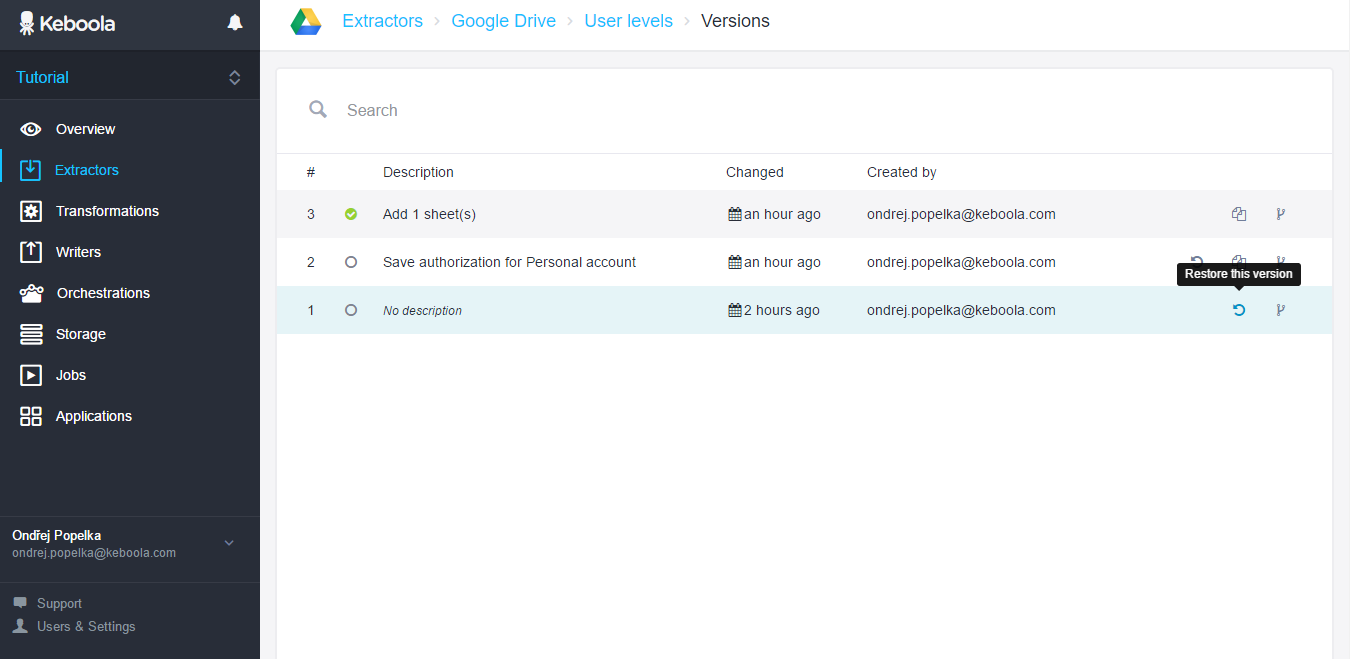 Keboola
Extractors › Google Drive › User levels › Versions
Tutorial
Overview
Extractors
Transformations
Writers
Orchestrations
Storage
Jobs
Applications
Ondřej Popelka
ondrej.popelka@keboola.com
Support
Users & Settings
Search
# Description Changed Created by
3 Add 1 sheet(s) an hour ago ondrej.popelka@keboola.com
2 Save authorization for Personal account an hour ago ondrej.popelka@keboola.com
Restore this version
1 No description 2 hours ago ondrej.popelka@keboola.com